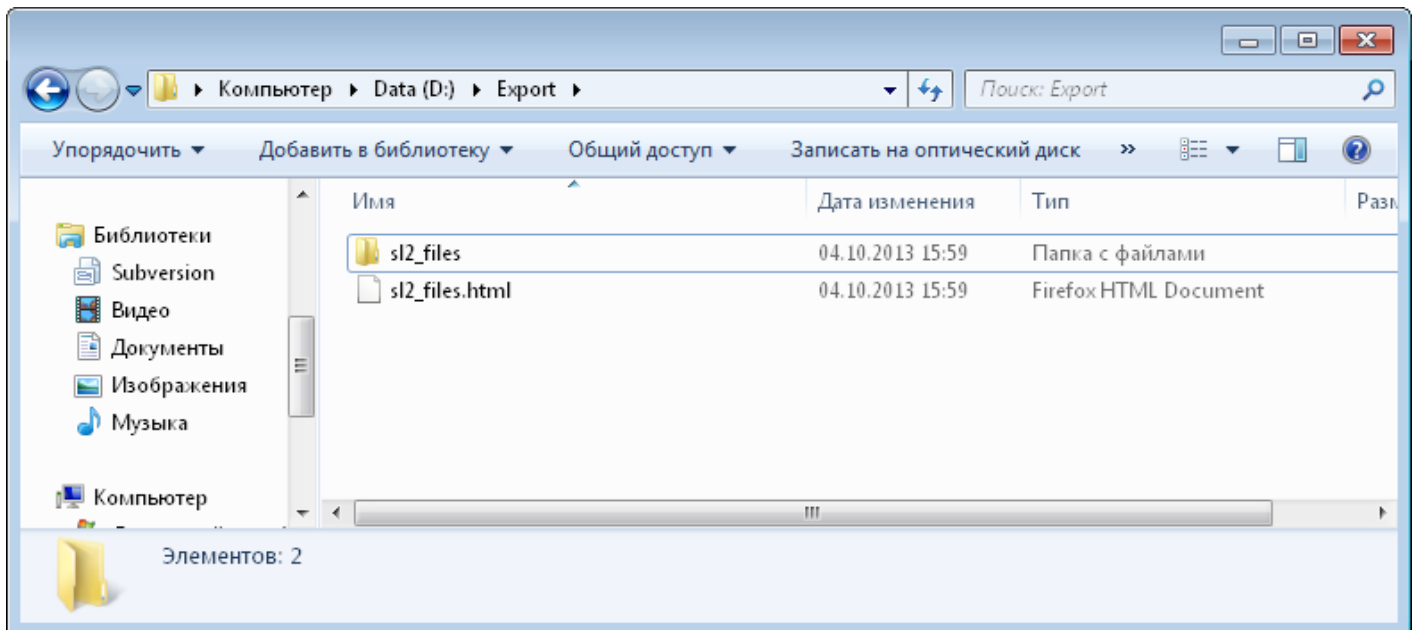 Компьютер Data (D:) Export
Поиск: Export
Упорядочить Добавить в библиотеку Общий доступ Записать на оптический диск »
Имя Дата изменения Тип
Библиотеки
Subversion
Видео
Документы
Изображения
Музыка
Компьютер
sl2_files 04.10.2013 15:59 Папка с файлами
sl2_files.html 04.10.2013 15:59 Firefox HTML Document
Элементов: 2